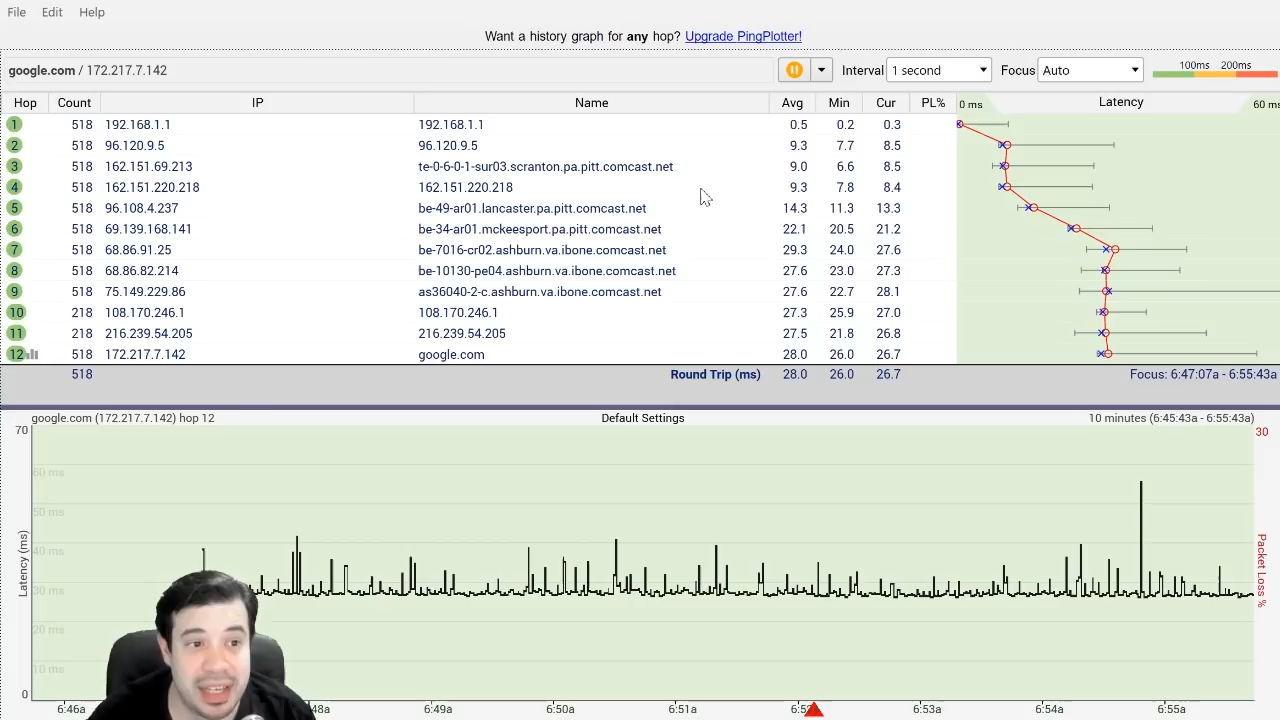 File Edit Help
Want a history graph for any hop? Upgrade PingPlotter!
google.com / 172.217.7.142 Interval 1 second Focus Auto 100ms 200ms
Hop Count IP Name Avg Min Cur PL% 0 ms Latency 60 ms
1 518 192.168.1.1 192.168.1.1 0.5 0.2 0.3
2 518 96.120.9.5 96.120.9.5 9.3 7.7 8.5
3 518 162.151.69.213 te-0-6-0-1-sur03.scranton.pa.pitt.comcast.net 9.0 6.6 8.5
4 518 162.151.220.218 162.151.220.218 9.3 7.8 8.4
5 518 96.108.4.237 be-49-ar01.lancaster.pa.pitt.comcast.net 14.3 11.3 13.3
6 518 69.139.168.141 be-34-ar01.mckeesport.pa.pitt.comcast.net 22.1 20.5 21.2
7 518 68.86.91.25 be-7016-cr02.ashburn.va.ibone.comcast.net 29.3 24.0 27.6
8 518 68.86.82.214 be-10130-pe04.ashburn.va.ibone.comcast.net 27.6 23.0 27.3
9 518 75.149.229.86 as36040-2-c.ashburn.va.ibone.comcast.net 27.6 22.7 28.1
10 218 108.170.246.1 108.170.246.1 27.3 25.9 27.0
11 218 216.239.54.205 216.239.54.205 27.5 21.8 26.8
12 518 172.217.7.142 google.com 28.0 26.0 26.7
518 Round Trip (ms) 28.0 26.0 26.7 Focus: 6:47:07a - 6:55:43a
google.com (172.217.7.142) hop 12 Default Settings 10 minutes (6:45:43a - 6:55:43a)
70 30
60 ms
50 ms
40 ms
30 ms
20 ms
10 ms
0
Latency (ms)
Packet Loss %
6:46a :48a 6:49a 6:50a 6:51a 6:5 6:53a 6:54a 6:55a